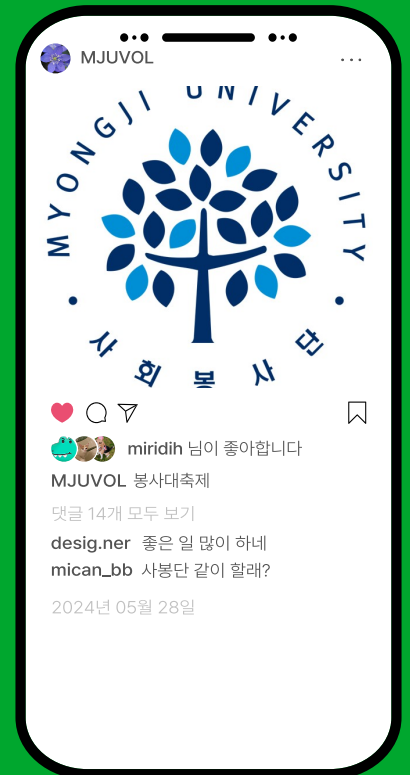 MJUVOL
MYONGJI UNIVERSITY
사회봉사단
miridih 님이 좋아합니다
MJUVOL 봉사대축제
댓글 14개 모두 보기
desig.ner 좋은 일 많이 하네
mican_bb 사봉단 같이 할래?
2024년 05월 28일